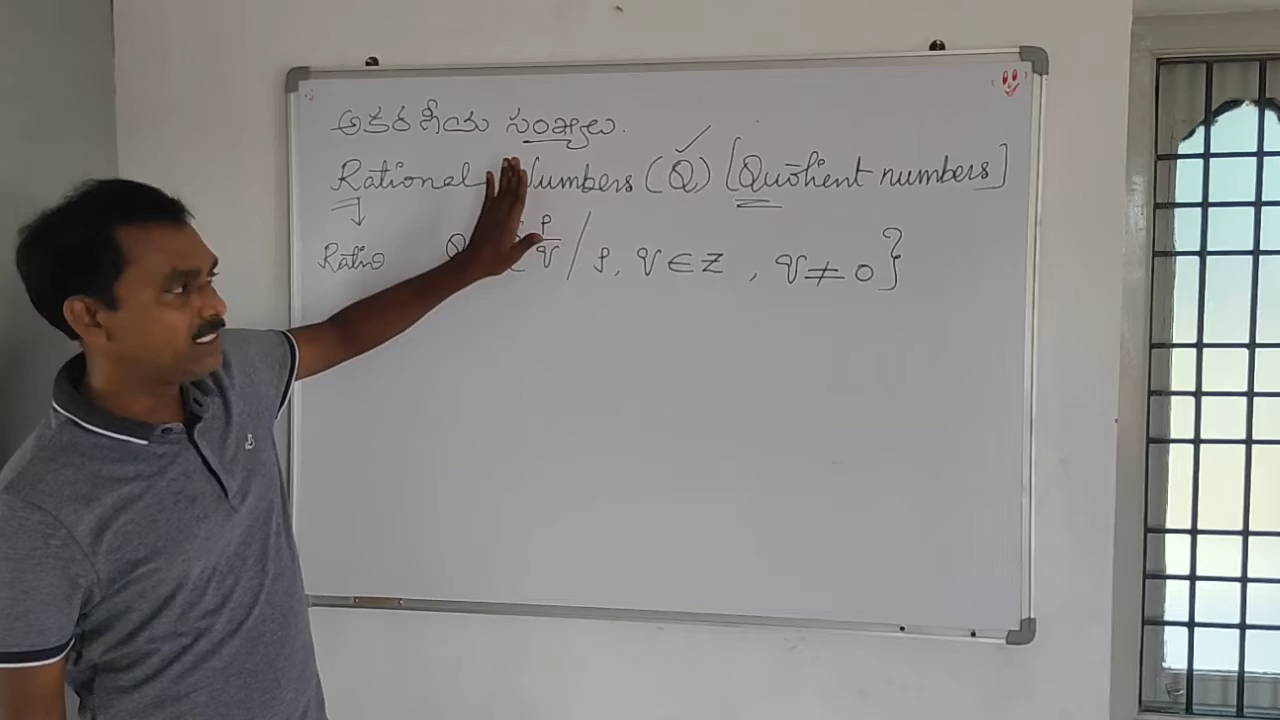 అకరణీయ సంఖ్యలు.
Rational Numbers (Q) [Quotient numbers]
Ratio Q { p/q / p, q ∈ Z , q ≠ 0 }